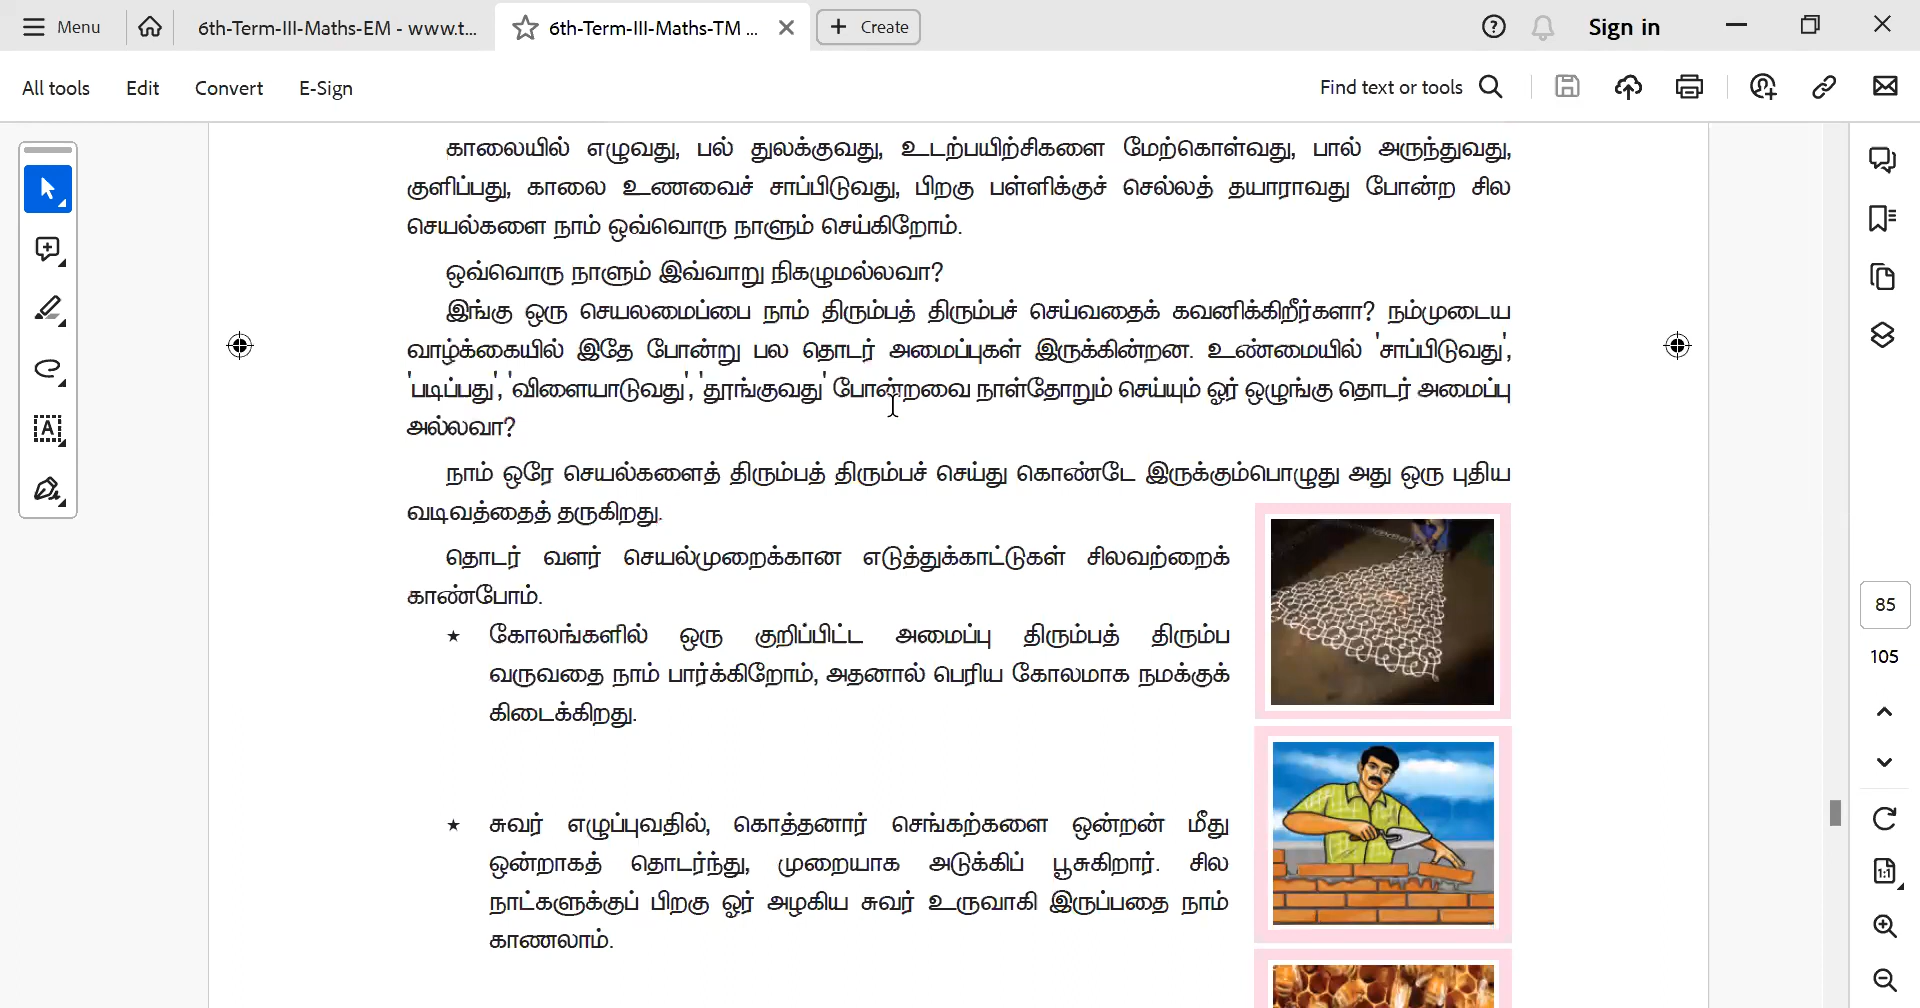 Menu
6th-Term-III-Maths-EM - www.t...
6th-Term-III-Maths-TM ...
Create
Sign in
All tools
Edit
Convert
E-Sign
Find text or tools
காலையில் எழுவது, பல் துலக்குவது, உடற்பயிற்சிகளை மேற்கொள்வது, பால் அருந்துவது,
குளிப்பது, காலை உணவைச் சாப்பிடுவது, பிறகு பள்ளிக்குச் செல்லத் தயாராவது போன்ற சில
செயல்களை நாம் ஒவ்வொரு நாளும் செய்கிறோம்.
ஒவ்வொரு நாளும் இவ்வாறு நிகழுமல்லவா?
இங்கு ஒரு செயலமைப்பை நாம் திரும்பத் திரும்பச் செய்வதைக் கவனிக்கிறீர்களா? நம்முடைய
வாழ்க்கையில் இதே போன்று பல தொடர் அமைப்புகள் இருக்கின்றன. உண்மையில் 'சாப்பிடுவது',
'படிப்பது', 'விளையாடுவது', 'தூங்குவது' போன்றவை நாள்தோறும் செய்யும் ஓர் ஒழுங்கு தொடர் அமைப்பு
அல்லவா?
நாம் ஒரே செயல்களைத் திரும்பத் திரும்பச் செய்து கொண்டே இருக்கும்பொழுது அது ஒரு புதிய
வடிவத்தைத் தருகிறது.
தொடர் வளர் செயல்முறைக்கான எடுத்துக்காட்டுகள் சிலவற்றைக்
காண்போம்.
★ கோலங்களில் ஒரு குறிப்பிட்ட அமைப்பு திரும்பத் திரும்ப
வருவதை நாம் பார்க்கிறோம், அதனால் பெரிய கோலமாக நமக்குக்
கிடைக்கிறது.
★ சுவர் எழுப்புவதில், கொத்தனார் செங்கற்களை ஒன்றன் மீது
ஒன்றாகத் தொடர்ந்து, முறையாக அடுக்கிப் பூசுகிறார். சில
நாட்களுக்குப் பிறகு ஓர் அழகிய சுவர் உருவாகி இருப்பதை நாம்
காணலாம்.
85
105